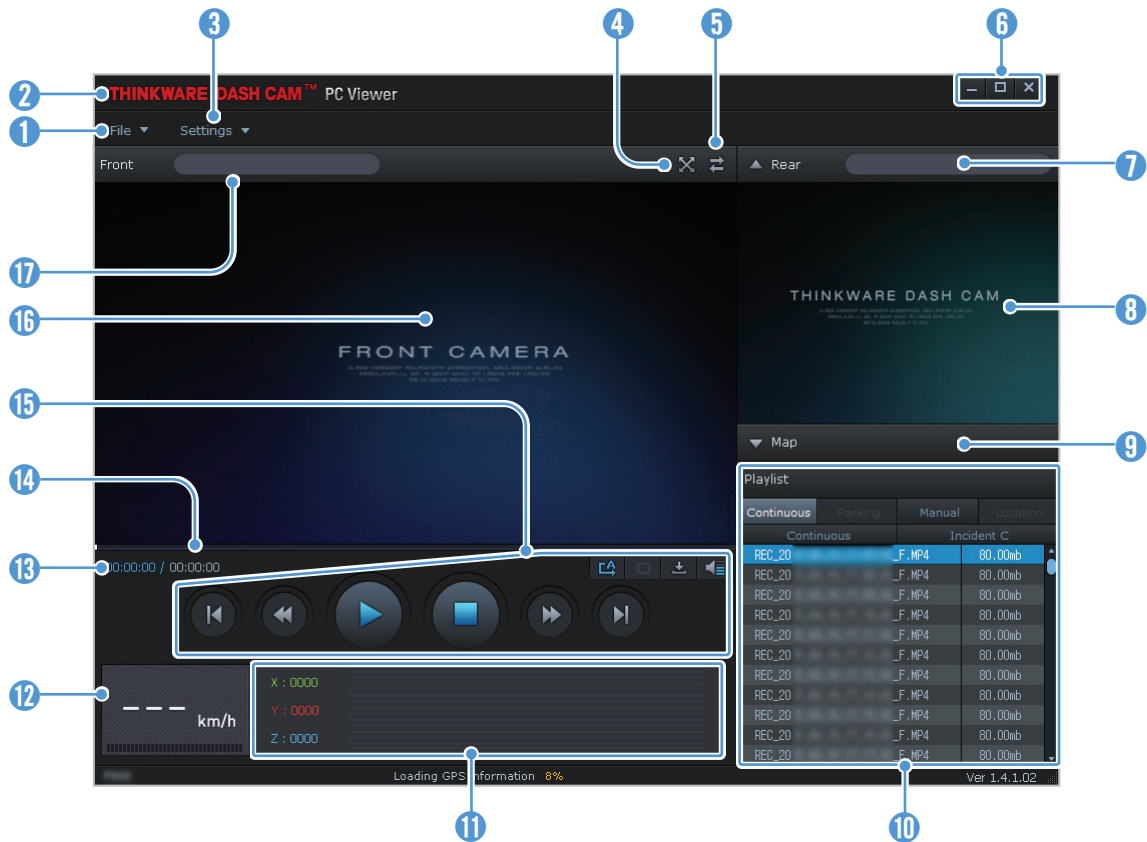 3
4
5
6
2
THINKWARE DASH CAM™ PC Viewer
1
File
Settings
Front
Rear
7
17
16
THINKWARE DASH CAM
8
FRONT CAMERA
15
Map
9
14
Playlist
Continuous Parking Manual Location
Continuous Incident C
13
00:00:00 / 00:00:00
REC_20 _F.MP4 80.00mb
REC_20 _F.MP4 80.00mb
REC_20 _F.MP4 80.00mb
REC_20 _F.MP4 80.00mb
REC_20 _F.MP4 80.00mb
REC_20 _F.MP4 80.00mb
REC_20 _F.MP4 80.00mb
REC_20 _F.MP4 80.00mb
REC_20 _F.MP4 80.00mb
REC_20 _F.MP4 80.00mb
REC_20 _F.MP4 80.00mb
12
--- km/h
X : 0000
Y : 0000
Z : 0000
Loading GPS Information 8%
Ver 1.4.1.02
11
10